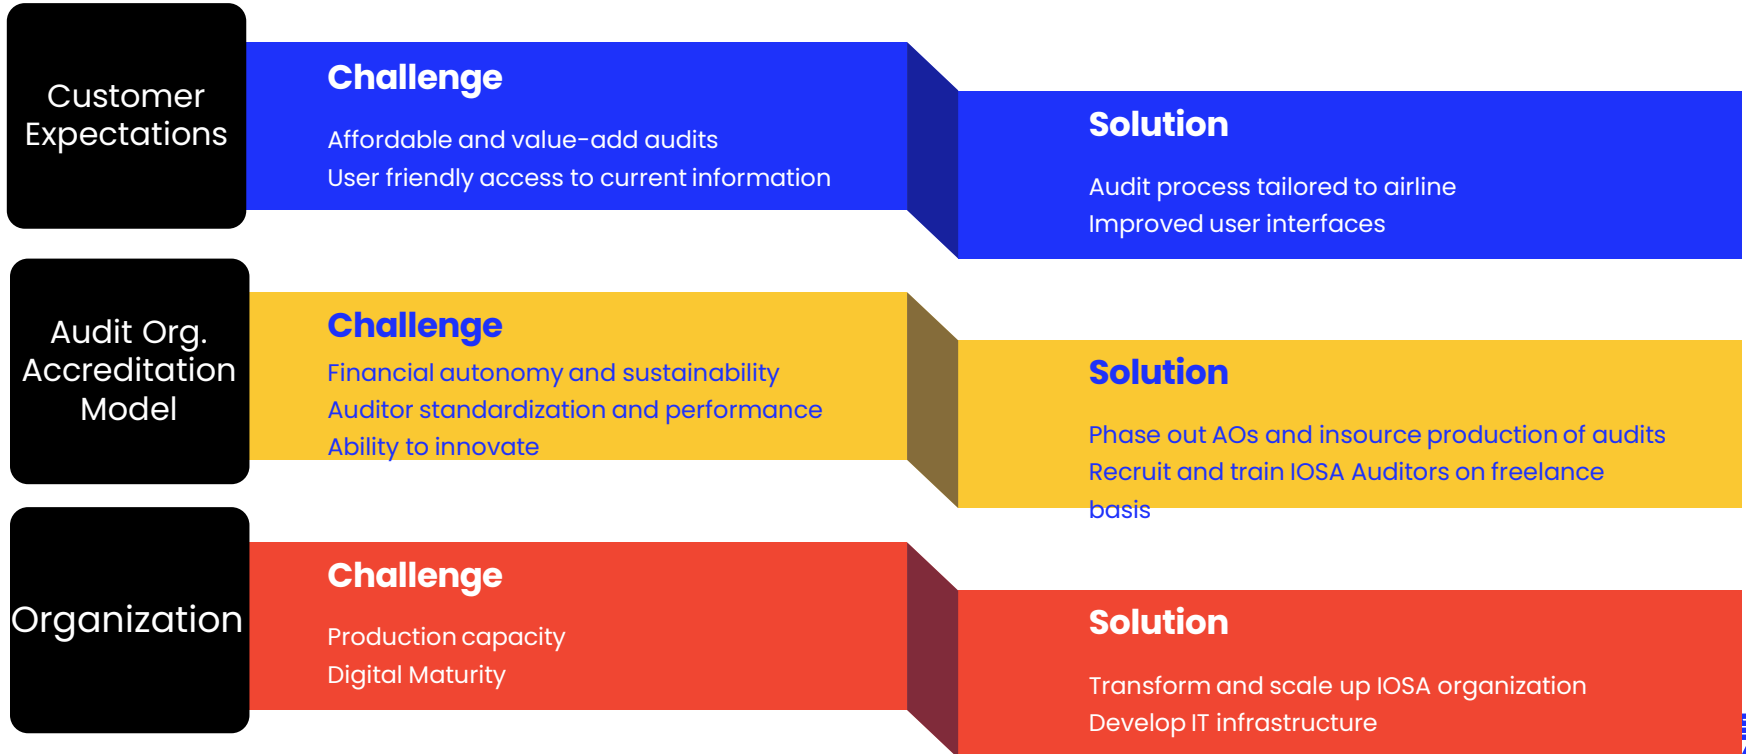 Customer
Expectations
Challenge
Affordable and value-add audits
User friendly access to current information
Solution
Audit process tailored to airline
Improved user interfaces
Audit Org.
Accreditation
Model
Challenge
Financial autonomy and sustainability
Auditor standardization and performance
Ability to innovate
Solution
Phase out AOs and insource production of audits
Recruit and train IOSA Auditors on freelance
basis
Organization
Challenge
Production capacity
Digital Maturity
Solution
Transform and scale up IOSA organization
Develop IT infrastructure